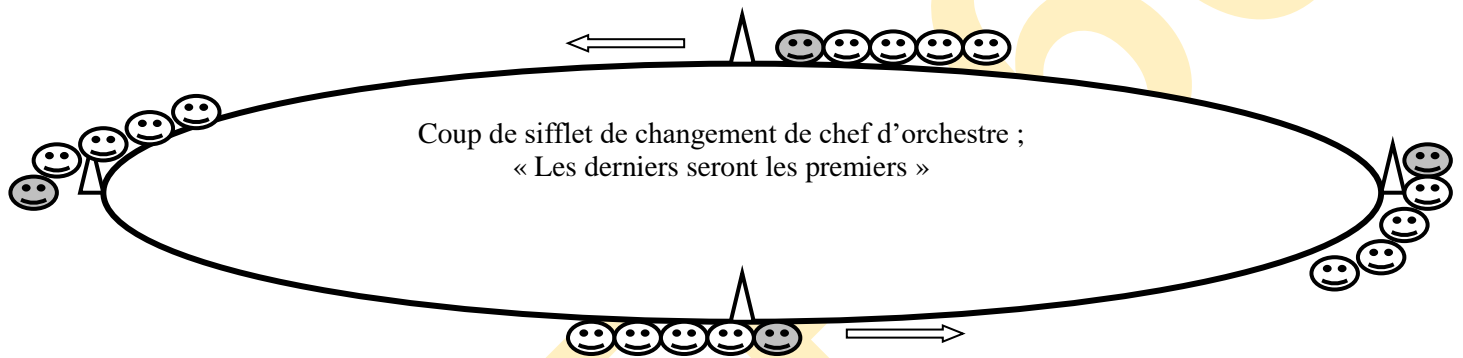 Coup de sifflet de changement de chef d’orchestre ;
« Les derniers seront les premiers »